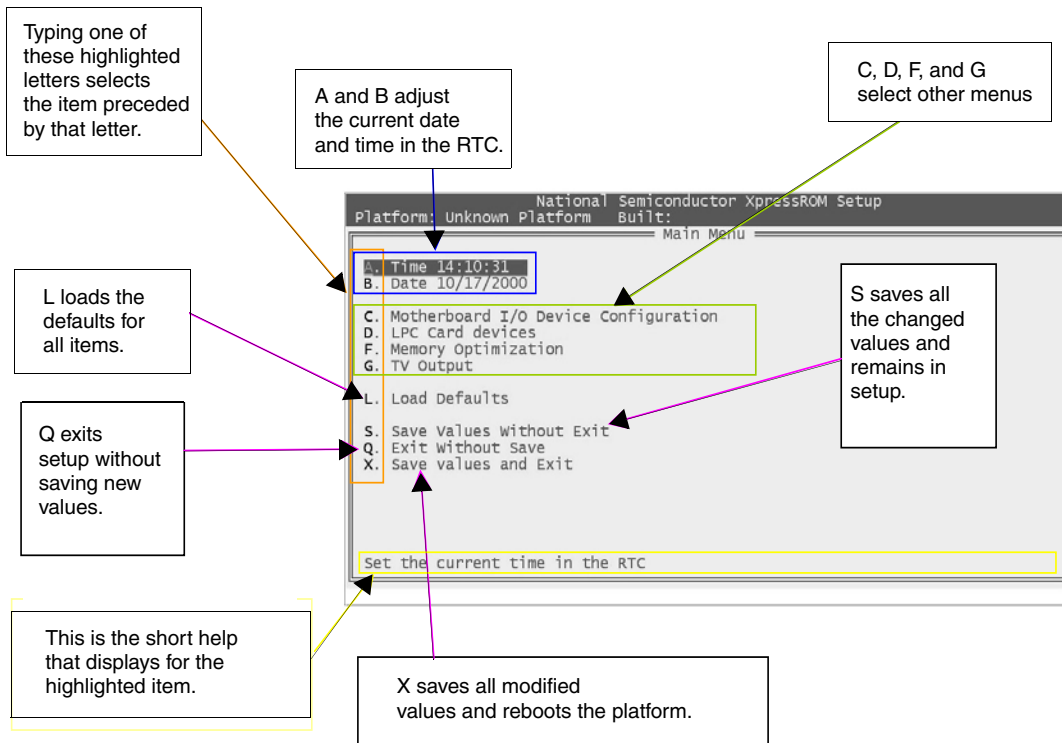 Typing one of
these highlighted
letters selects
the item preceded
by that letter.
A and B adjust
the current date
and time in the RTC.
C, D, F, and G
select other menus
National Semiconductor XpressROM Setup
Platform: Unknown Platform Built:
Main Menu
A. Time 14:10:31
B. Date 10/17/2000
C. Motherboard I/O Device Configuration
D. LPC Card devices
F. Memory Optimization
G. TV Output
L. Load Defaults
S. Save Values Without Exit
Q. Exit Without Save
X. Save values and Exit
Set the current time in the RTC
L loads the
defaults for
all items.
S saves all
the changed
values and
remains in
setup.
Q exits
setup without
saving new
values.
This is the short help
that displays for the
highlighted item.
X saves all modified
values and reboots the platform.